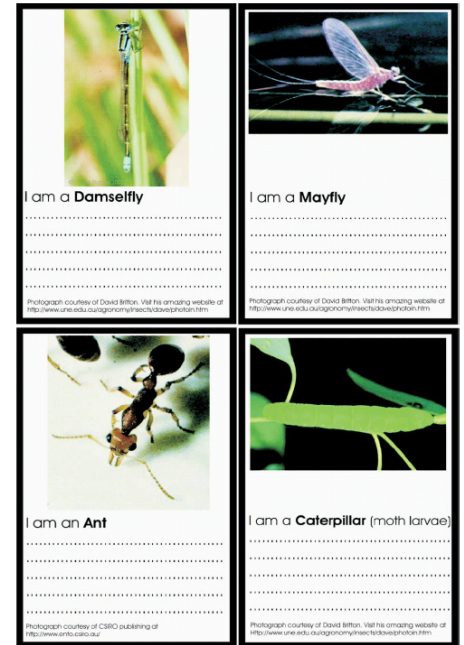 I am a Damselfly
Photograph courtesy of David Britton. Visit his amazing website at
http://www.une.edu.au/agronomy/insects/dave/photoin.htm
I am a Mayfly
Photograph courtesy of David Britton. Visit his amazing website at
http://www.une.edu.au/agronomy/insects/dave/photoin.htm
I am an Ant
Photograph courtesy of CSIRO publishing at
http://www.ento.csiro.au/
I am a Caterpillar (moth larvae)
Photograph courtesy of David Britton. Visit his amazing website at
http://www.une.edu.au/agronomy/insects/dave/photoin.htm